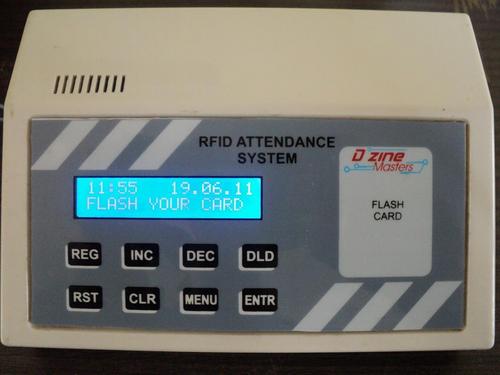 RFID ATTENDANCE
SYSTEM
D zine
Masters
11:55 19.06.11
FLASH YOUR CARD
FLASH
CARD
REG INC DEC DLD
RST CLR MENU ENTR